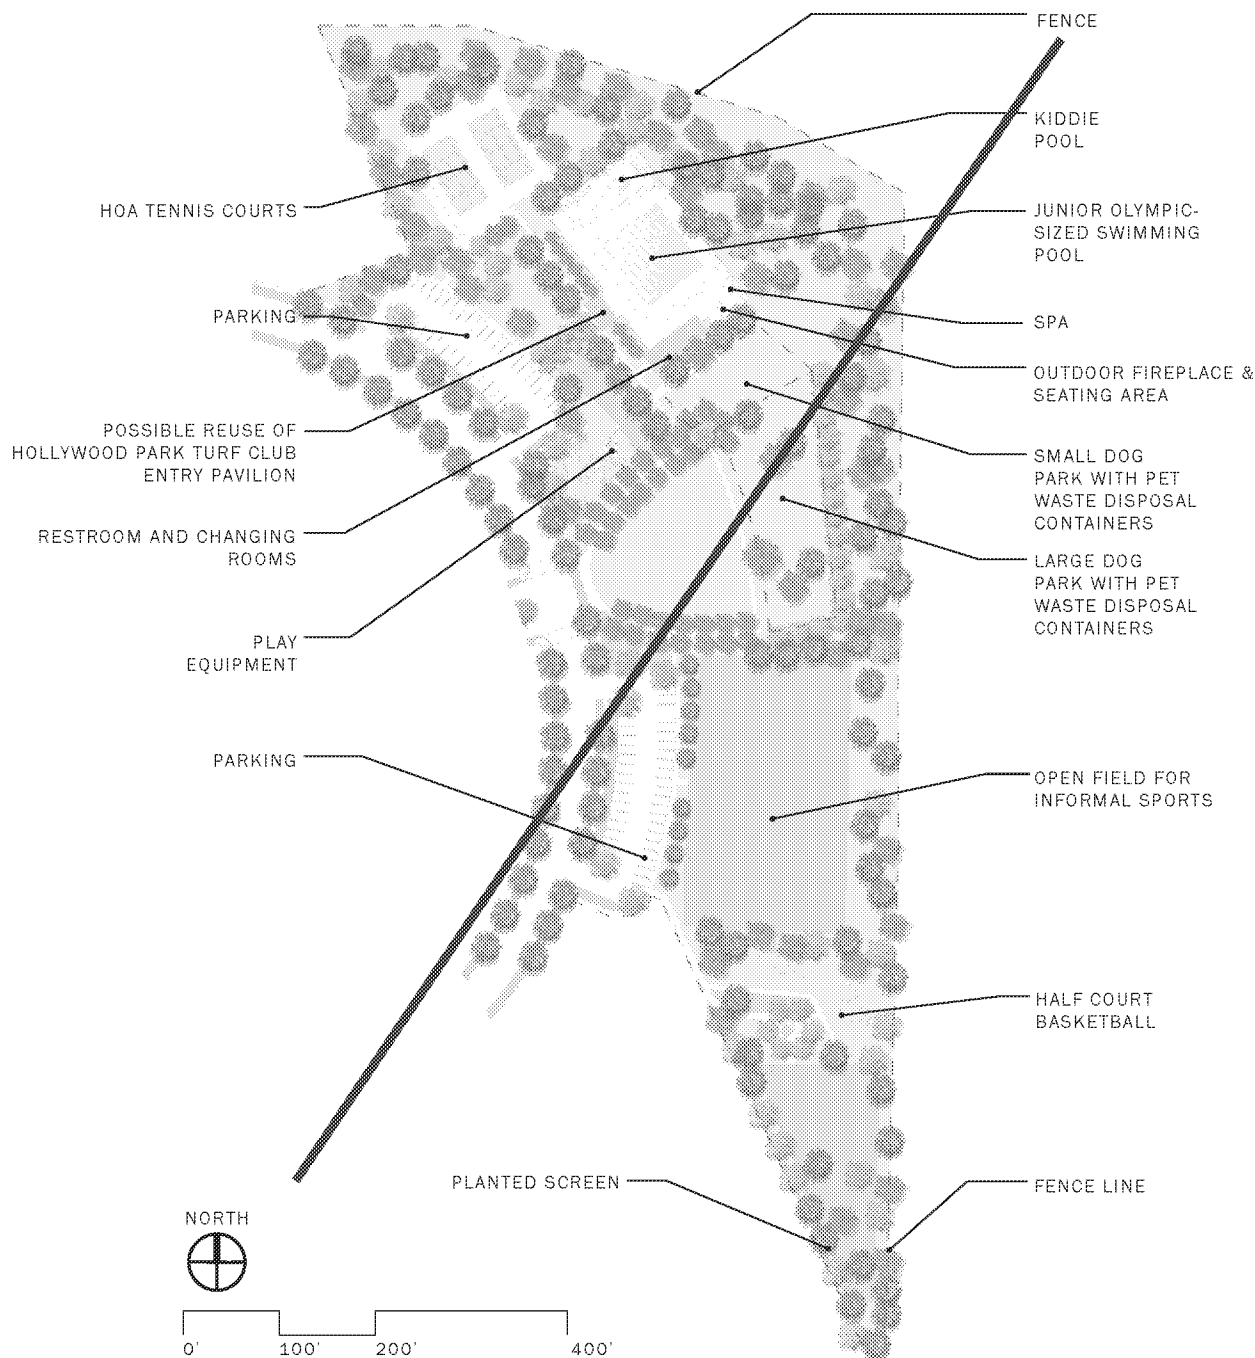 FENCE
KIDDIE
POOL
HOA TENNIS COURTS
JUNIOR OLYMPIC-
SIZED SWIMMING
POOL
PARKING
SPA
OUTDOOR FIREPLACE &
SEATING AREA
POSSIBLE REUSE OF
HOLLYWOOD PARK TURF CLUB
ENTRY PAVILION
SMALL DOG
PARK WITH PET
WASTE DISPOSAL
CONTAINERS
RESTROOM AND CHANGING
ROOMS
LARGE DOG
PARK WITH PET
WASTE DISPOSAL
CONTAINERS
PLAY
EQUIPMENT
PARKING
OPEN FIELD FOR
INFORMAL SPORTS
HALF COURT
BASKETBALL
PLANTED SCREEN
FENCE LINE
NORTH
0' 100' 200' 400'